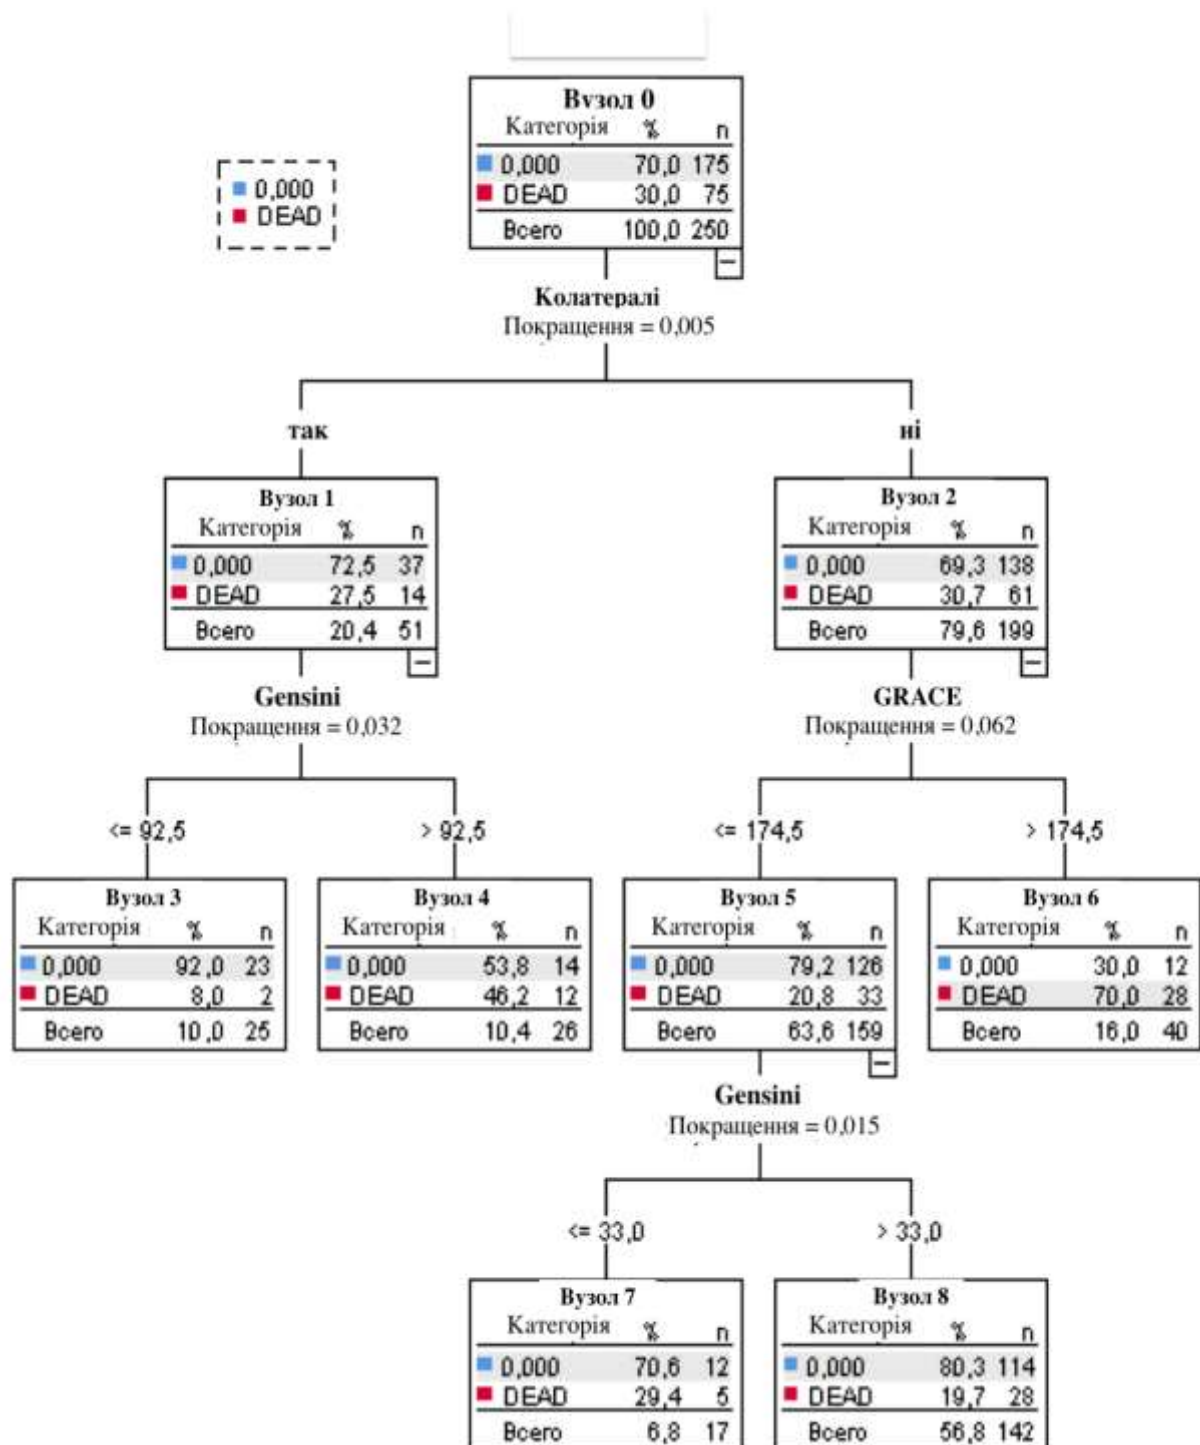 Вузол 0
Категорія % n
0,000 70,0 175
DEAD 30,0 75
Всего 100,0 250
0,000
DEAD
Колатералі
Покращення = 0,005
так
ні
Вузол 1
Категорія % n
0,000 72,5 37
DEAD 27,5 14
Всего 20,4 51
Вузол 2
Категорія % n
0,000 69,3 138
DEAD 30,7 61
Всего 79,6 199
Gensini
Покращення = 0,032
GRACE
Покращення = 0,062
<= 92,5
> 92,5
<= 174,5
> 174,5
Вузол 3
Категорія % n
0,000 92,0 23
DEAD 8,0 2
Всего 10,0 25
Вузол 4
Категорія % n
0,000 53,8 14
DEAD 46,2 12
Всего 10,4 26
Вузол 5
Категорія % n
0,000 79,2 126
DEAD 20,8 33
Всего 63,6 159
Вузол 6
Категорія % n
0,000 30,0 12
DEAD 70,0 28
Всего 16,0 40
Gensini
Покращення = 0,015
<= 33,0
> 33,0
Вузол 7
Категорія % n
0,000 70,6 12
DEAD 29,4 5
Всего 6,8 17
Вузол 8
Категорія % n
0,000 80,3 114
DEAD 19,7 28
Всего 56,8 142